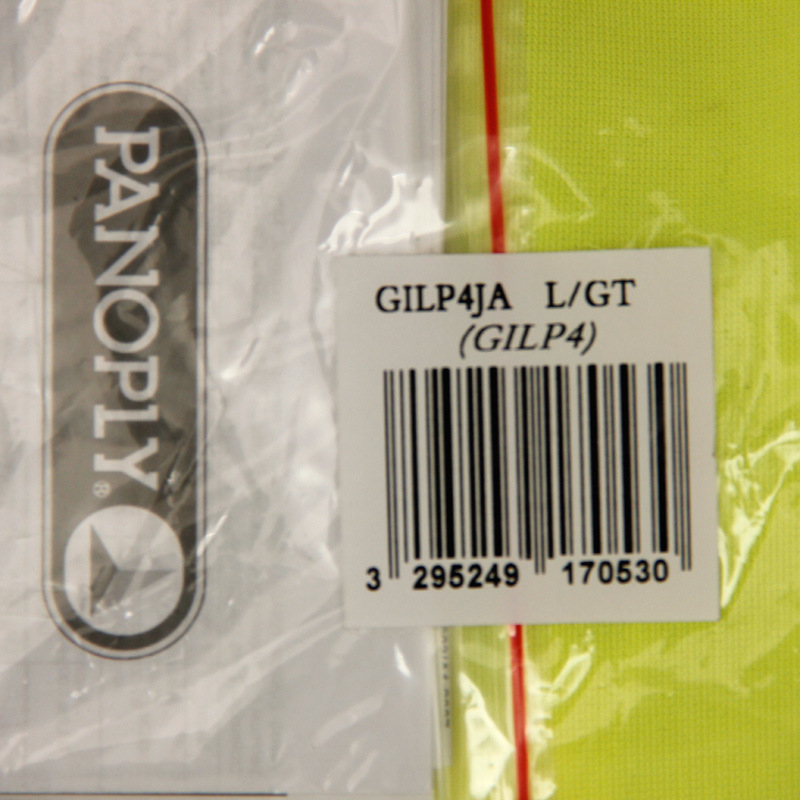 PANOPLY®
GILP4JA L/GT
(GILP4)
3 295249 170530